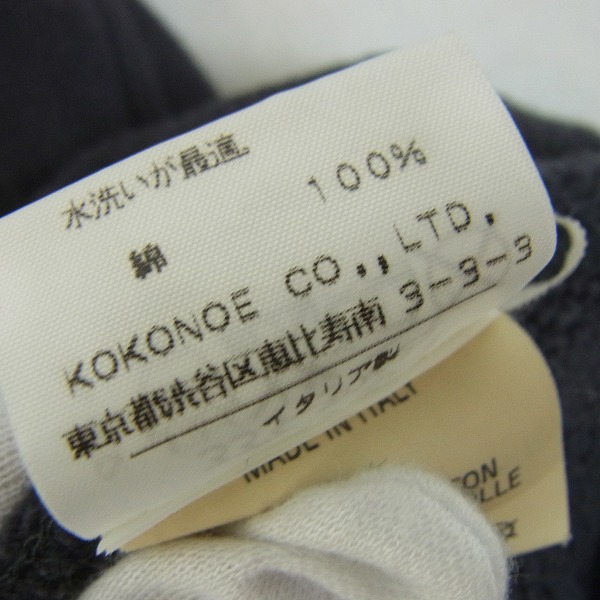 水洗いが最適。
綿 100%
KOKONOE CO.,LTD.
東京都渋谷区恵比寿南 3-3-3
イタリア製
MADE IN ITALY